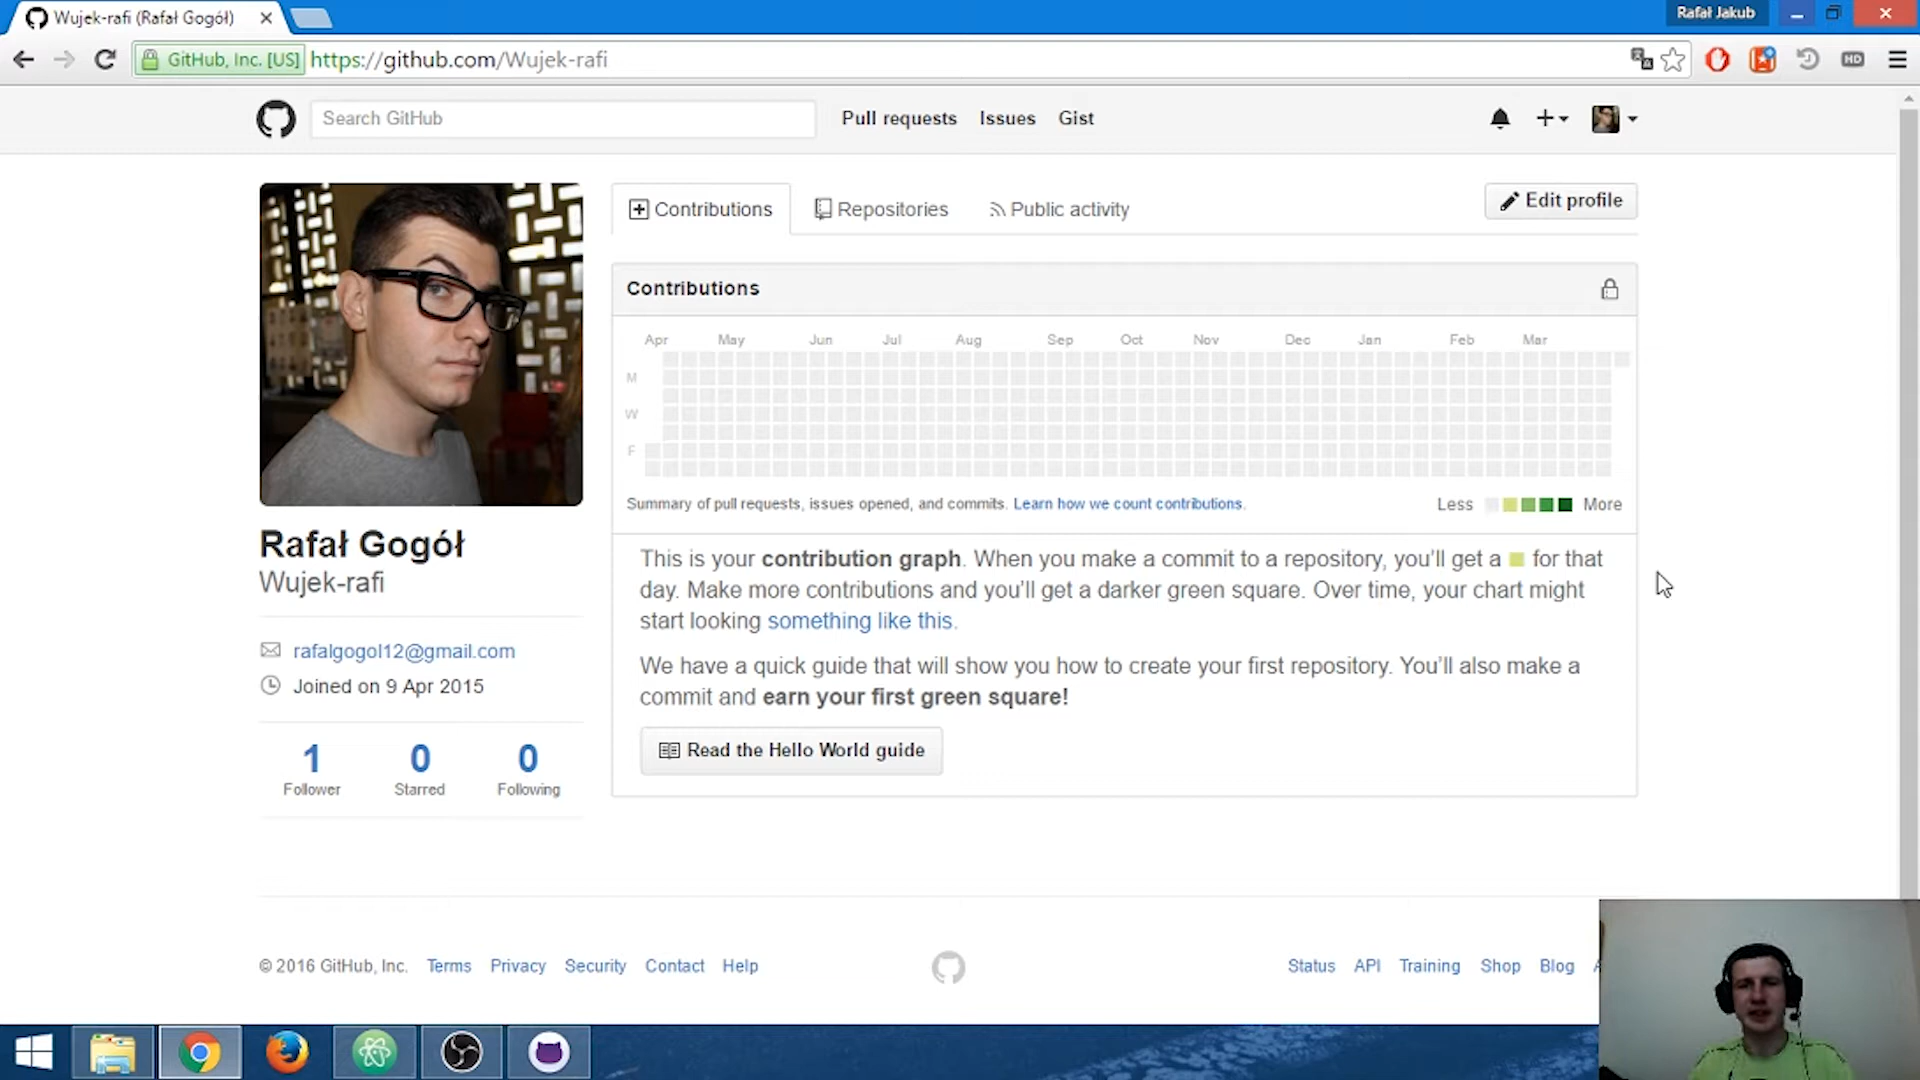 Wujek-rafi (Rafał Gogół)
Rafał Jakub
GitHub, Inc. [US] https://github.com/Wujek-rafi
HD
Search GitHub
Pull requests Issues Gist
Contributions Repositories Public activity
Edit profile
Contributions
Apr May Jun Jul Aug Sep Oct Nov Dec Jan Feb Mar
M
W
F
Summary of pull requests, issues opened, and commits. Learn how we count contributions.
Less More
This is your contribution graph. When you make a commit to a repository, you'll get a for that
day. Make more contributions and you'll get a darker green square. Over time, your chart might
start looking something like this.
We have a quick guide that will show you how to create your first repository. You'll also make a
commit and earn your first green square!
Read the Hello World guide
Rafał Gogół
Wujek-rafi
rafalgogol12@gmail.com
Joined on 9 Apr 2015
1 0 0
Follower Starred Following
© 2016 GitHub, Inc. Terms Privacy Security Contact Help
Status API Training Shop Blog